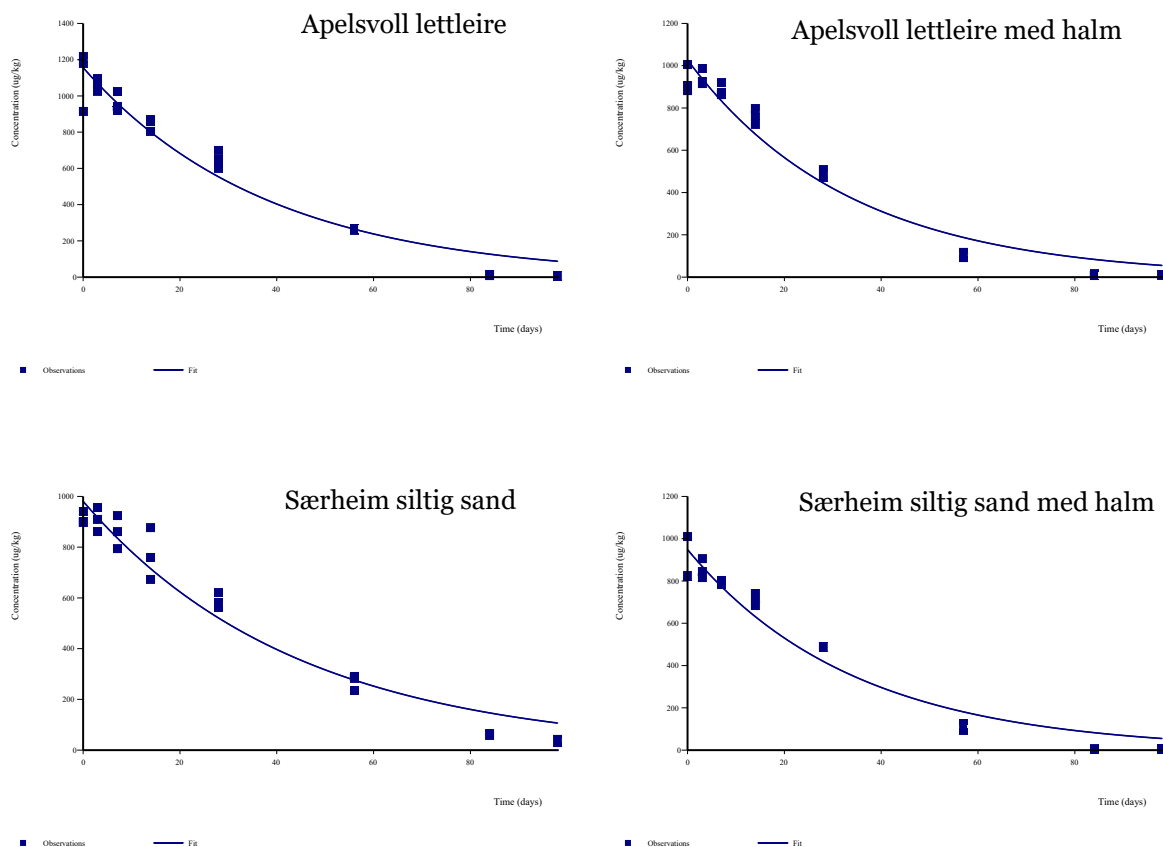 Apelsvoll lettleire
1400
1200
1000
800
600
400
200
0
Concentration (ug/kg)
0 20 40 60 80
Time (days)
Observations Fit
Apelsvoll lettleire med halm
1200
1000
800
600
400
200
0
Concentration (ug/kg)
0 20 40 60 80
Time (days)
Observations Fit
Særheim siltig sand
1000
800
600
400
200
0
Concentration (ug/kg)
0 20 40 60 80
Time (days)
Observations Fit
Særheim siltig sand med halm
1200
1000
800
600
400
200
0
Concentration (ug/kg)
0 20 40 60 80
Time (days)
Observations Fit